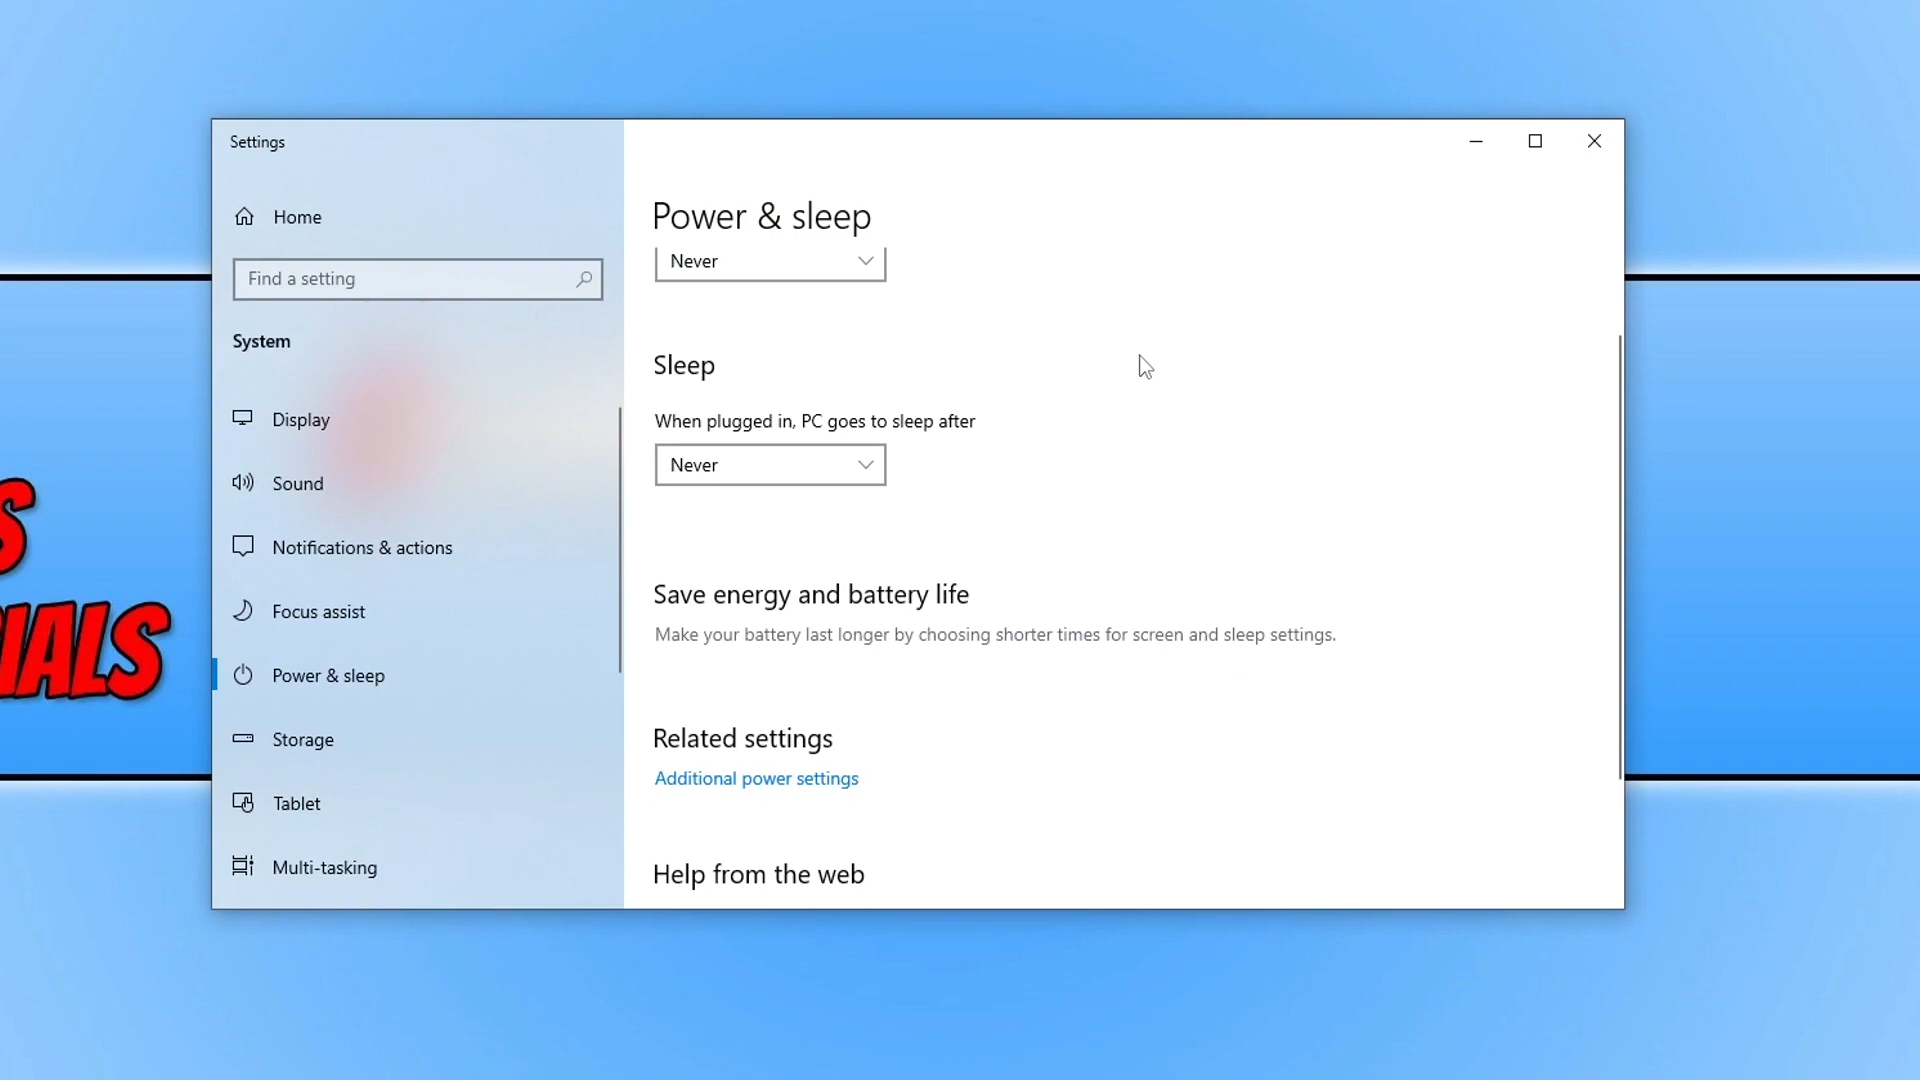 Settings
Home
Find a setting
System
Display
Sound
Notifications & actions
Focus assist
Power & sleep
Storage
Tablet
Multi-tasking
Power & sleep
Never
Sleep
When plugged in, PC goes to sleep after
Never
Save energy and battery life
Make your battery last longer by choosing shorter times for screen and sleep settings.
Related settings
Additional power settings
Help from the web
S
IALS